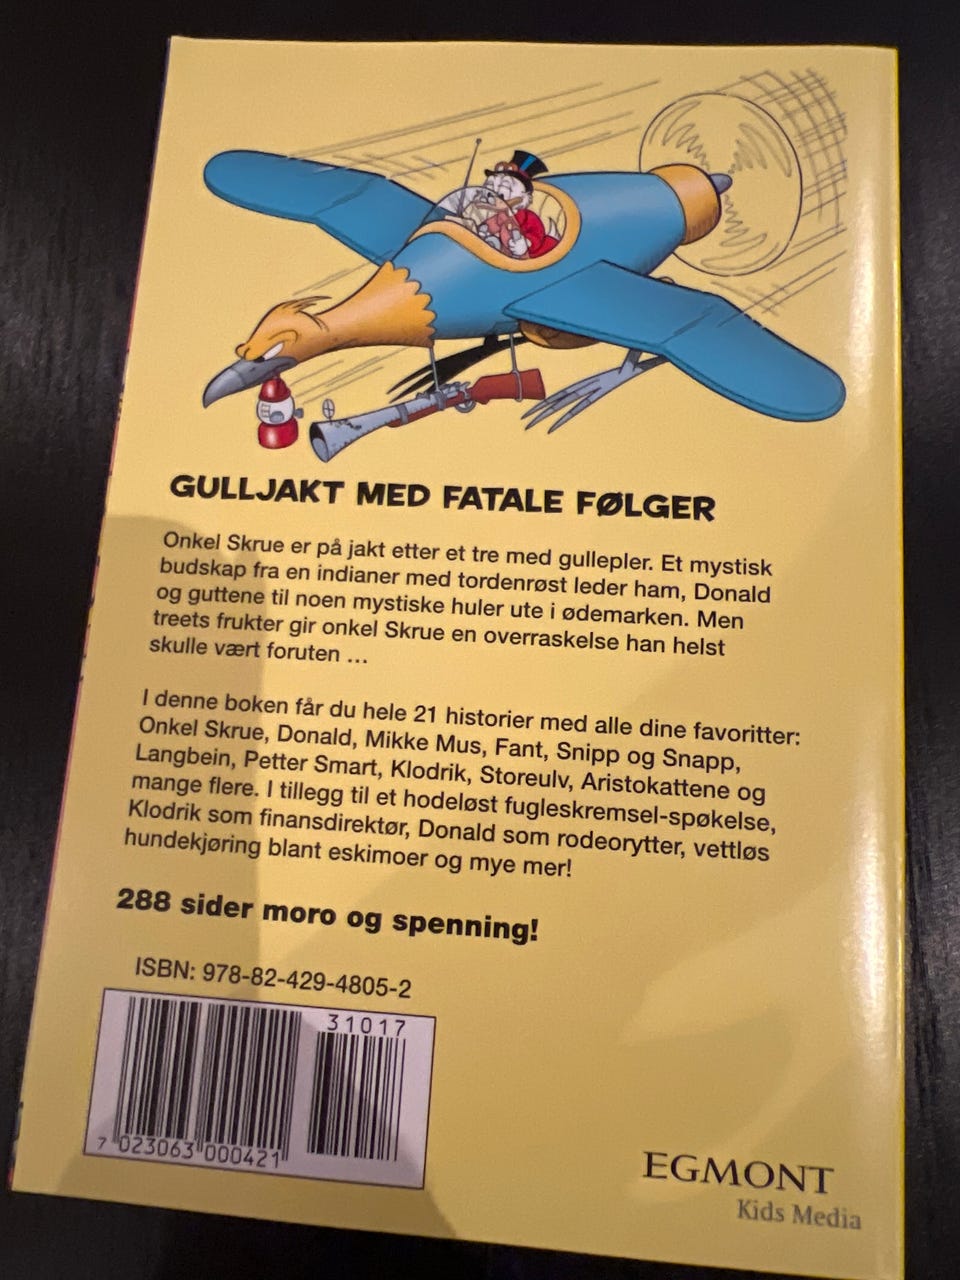 GULLJAKT MED FATALE FØLGER
Onkel Skrue er på jakt etter et tre med gullepler. Et mystisk
budskap fra en indianer med tordenrøst leder ham, Donald
og guttene til noen mystiske huler ute i ødemarken. Men
treets frukter gir onkel Skrue en overraskelse han helst
skulle vært foruten ...
I denne boken får du hele 21 historier med alle dine favoritter:
Onkel Skrue, Donald, Mikke Mus, Fant, Snipp og Snapp,
Langbein, Petter Smart, Klodrik, Storeulv, Aristokattene og
mange flere. I tillegg til et hodeløst fugleskremsel-spøkelse,
Klodrik som finansdirektør, Donald som rodeorytter, vettløs
hundekjøring blant eskimoer og mye mer!
288 sider moro og spenning!
ISBN: 978-82-429-4805-2
31017
7 023063 000421
EGMONT
Kids Media